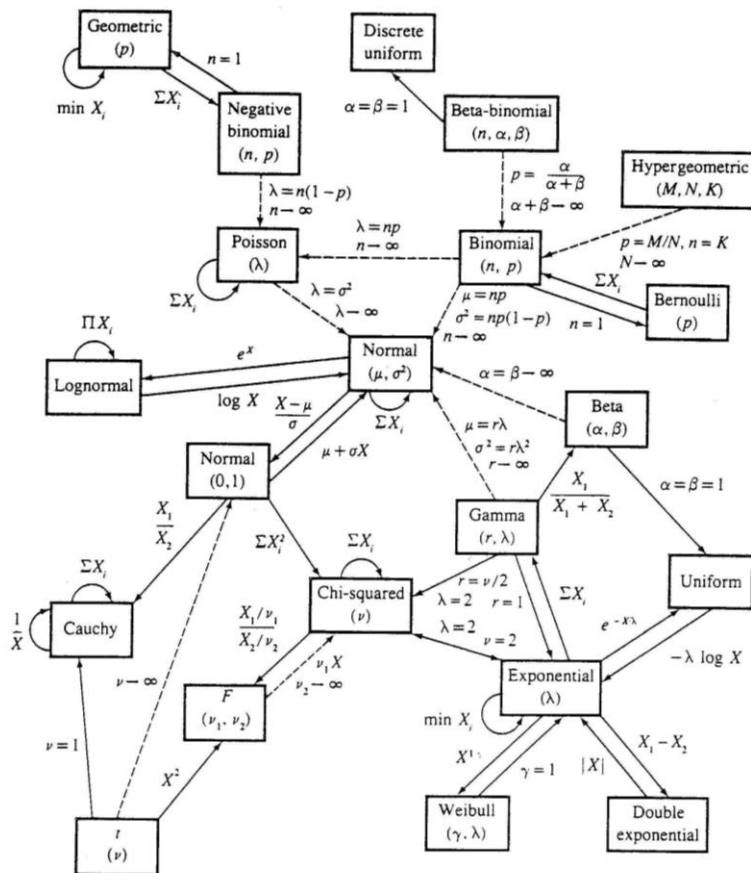 Geometric
(p)
n = 1
min X_i
ΣX_i
Negative
binomial
(n, p)
Discrete
uniform
α = β = 1
Beta-binomial
(n, α, β)
p = α/(α + β)
α + β → ∞
Hypergeometric
(M, N, K)
λ = n(1 − p)
n → ∞
Poisson
(λ)
ΣX_i
λ = np
n → ∞
Binomial
(n, p)
p = M/N, n = K
N → ∞
ΣX_i
Bernoulli
(p)
n = 1
λ = σ²
λ → ∞
μ = np
σ² = np(1 − p)
n → ∞
ΠX_i
Lognormal
e^X
log X
Normal
(μ, σ²)
ΣX_i
α = β → ∞
Beta
(α, β)
(X − μ)/σ
μ + σX
μ = rλ
σ² = rλ²
r → ∞
Normal
(0, 1)
X_1/X_2
ΣX_i²
Gamma
(r, λ)
X_1/(X_1 + X_2)
α = β = 1
ΣX_i
Cauchy
1/X
ΣX_i
Chi-squared
(ν)
r = ν/2
λ = 2
r = 1
λ = 2
ν = 2
ΣX_i
Uniform
e^{−Xλ}
−λ log X
(X_1/ν_1)/(X_2/ν_2)
ν_1X
ν_2 → ∞
ν → ∞
F
(ν_1, ν_2)
Exponential
(λ)
min X_i
ν = 1
X²
X^{1/γ}
γ = 1
|X|
X_1 − X_2
t
(ν)
Weibull
(γ, λ)
Double
exponential